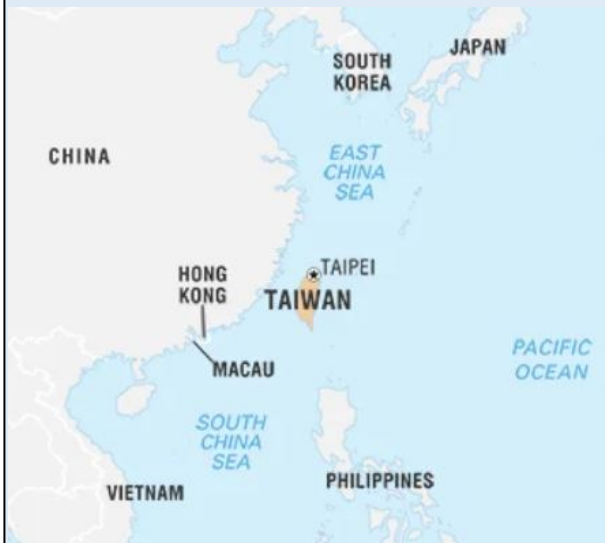 JAPAN
SOUTH
KOREA
CHINA
EAST
CHINA
SEA
TAIPEI
HONG
KONG
TAIWAN
PACIFIC
OCEAN
MACAU
SOUTH
CHINA
SEA
PHILIPPINES
VIETNAM